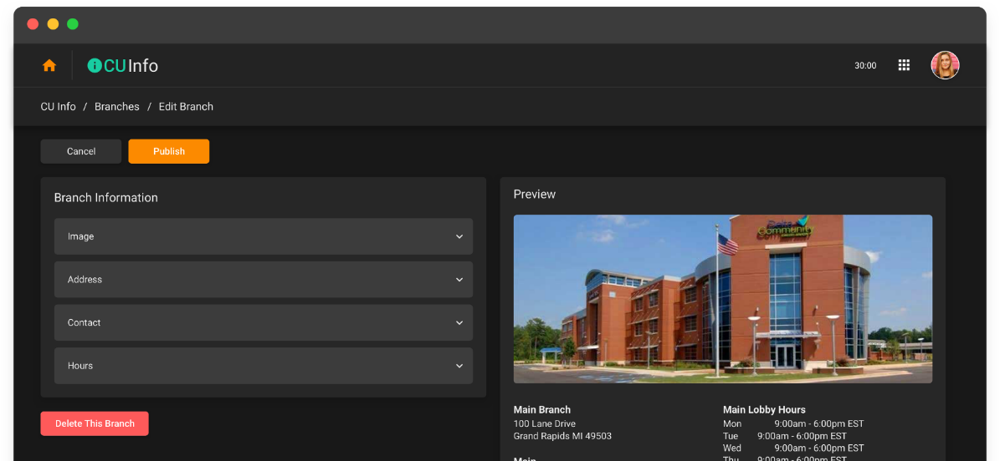 CU Info
30:00
CU Info / Branches / Edit Branch
Cancel
Publish
Branch Information
Image
Address
Contact
Hours
Delete This Branch
Preview
Community
Main Branch
100 Lane Drive
Grand Rapids MI 49503
Main
Main Lobby Hours
Mon 9:00am - 6:00pm EST
Tue 9:00am - 6:00pm EST
Wed 9:00am - 6:00pm EST
Thu 9:00am - 6:00pm EST